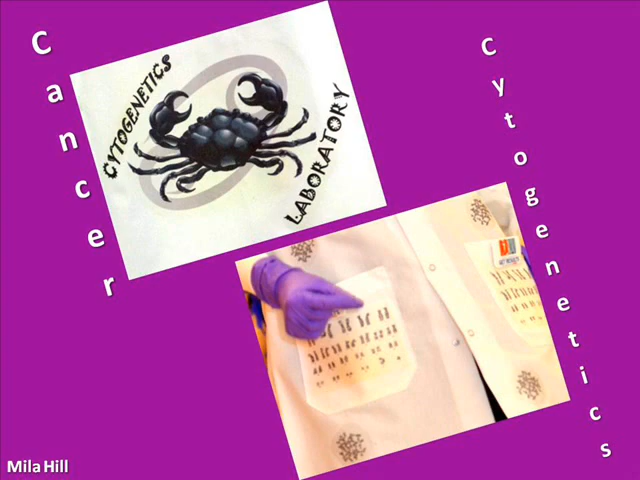 Cancer
Cytogenetics
CYTOGENETICS
LABORATORY
Mila Hill